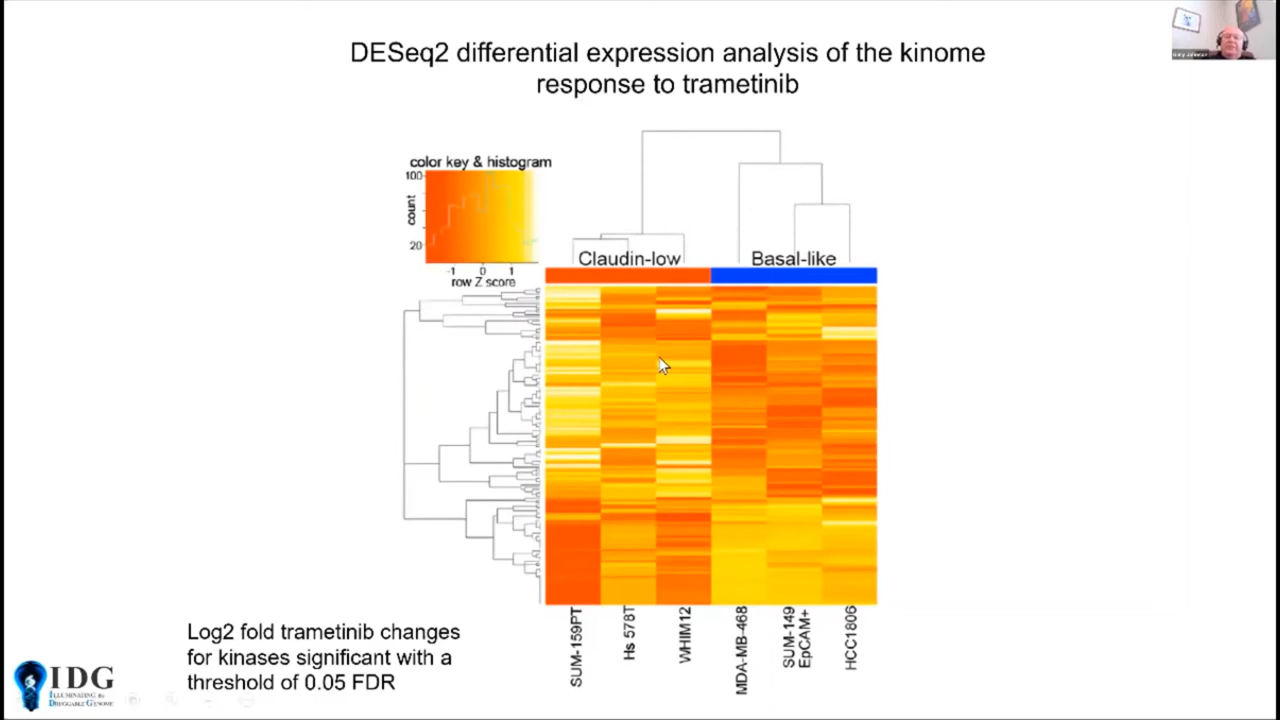 DESeq2 differential expression analysis of the kinome
response to trametinib
color key & histogram
100
count
20
-1 0 1
row Z score
Claudin-low
Basal-like
SUM-159PT
Hs 578T
WHIM12
MDA-MB-468
SUM-149
EpCAM+
HCC1806
Log2 fold trametinib changes
for kinases significant with a
threshold of 0.05 FDR
IDG
ILLUMINATING the
DRUGGABLE GENOME